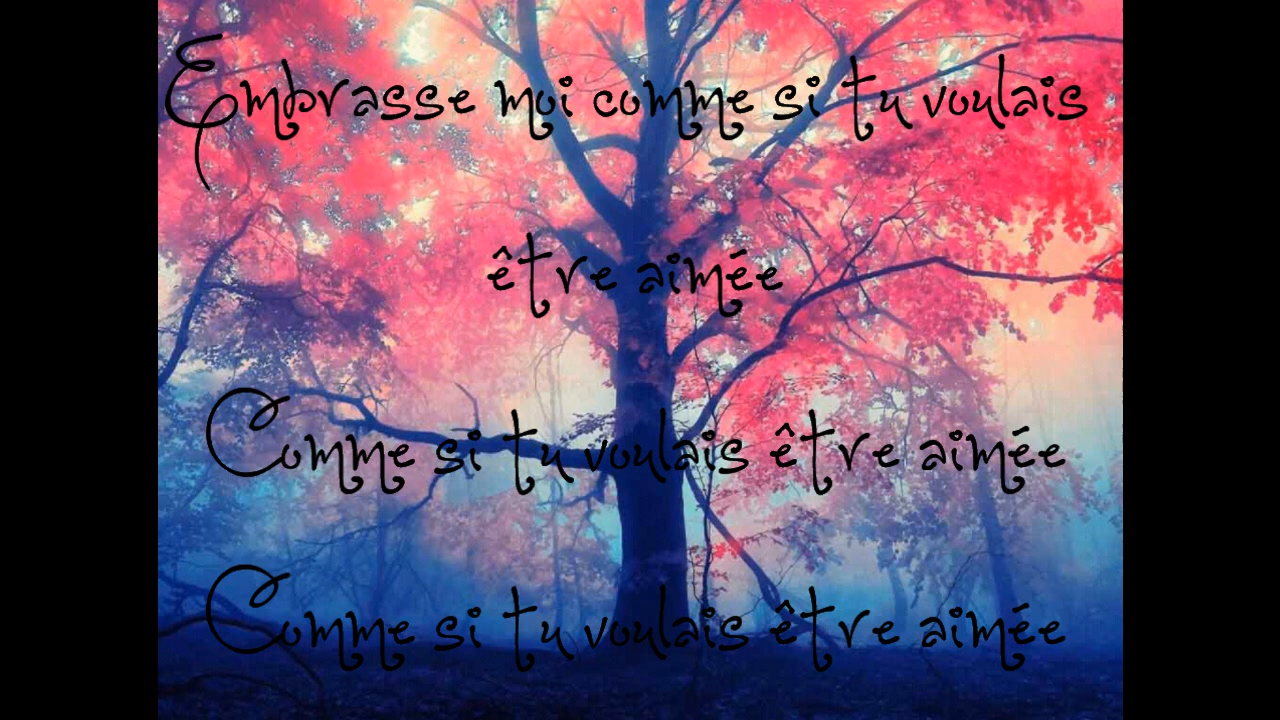 Embrasse moi comme si tu voulais
être aimée
Comme si tu voulais être aimée
Comme si tu voulais être aimée